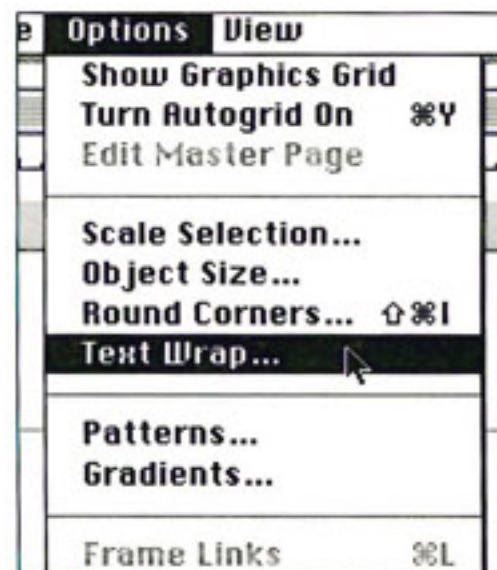 e Options View
Show Graphics Grid
Turn Autogrid On ⌘Y
Edit Master Page
Scale Selection...
Object Size...
Round Corners... ⇧⌘I
Text Wrap...
Patterns...
Gradients...
Frame Links ⌘L